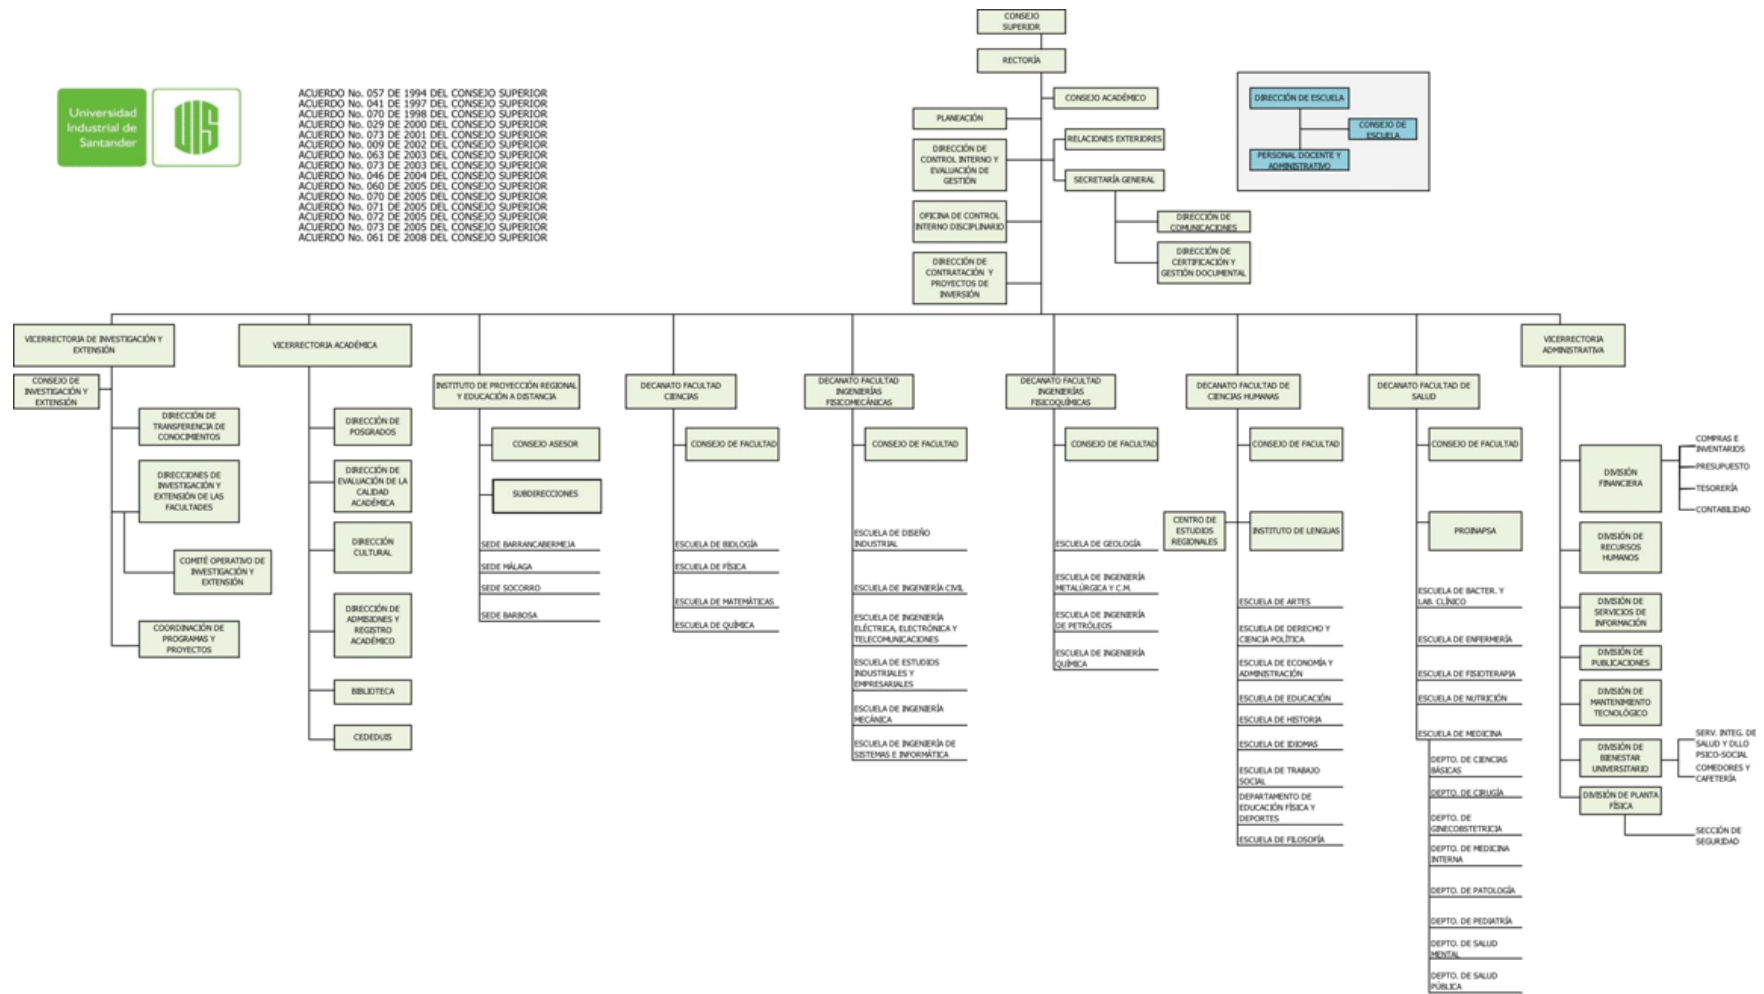 CONSEJO
SUPERIOR
RECTORÍA
Universidad
Industrial de
Santander
UIS
ACUERDO No. 057 DE 1994 DEL CONSEJO SUPERIOR
ACUERDO No. 041 DE 1997 DEL CONSEJO SUPERIOR
ACUERDO No. 070 DE 1998 DEL CONSEJO SUPERIOR
ACUERDO No. 029 DE 2000 DEL CONSEJO SUPERIOR
ACUERDO No. 073 DE 2001 DEL CONSEJO SUPERIOR
ACUERDO No. 009 DE 2002 DEL CONSEJO SUPERIOR
ACUERDO No. 063 DE 2003 DEL CONSEJO SUPERIOR
ACUERDO No. 073 DE 2003 DEL CONSEJO SUPERIOR
ACUERDO No. 046 DE 2004 DEL CONSEJO SUPERIOR
ACUERDO No. 060 DE 2005 DEL CONSEJO SUPERIOR
ACUERDO No. 070 DE 2005 DEL CONSEJO SUPERIOR
ACUERDO No. 071 DE 2005 DEL CONSEJO SUPERIOR
ACUERDO No. 072 DE 2005 DEL CONSEJO SUPERIOR
ACUERDO No. 073 DE 2005 DEL CONSEJO SUPERIOR
ACUERDO No. 061 DE 2008 DEL CONSEJO SUPERIOR
CONSEJO ACADÉMICO
PLANEACIÓN
RELACIONES EXTERIORES
DIRECCIÓN DE
CONTROL INTERNO Y
EVALUACIÓN DE
GESTIÓN
SECRETARÍA GENERAL
OFICINA DE CONTROL
INTERNO DISCIPLINARIO
DIRECCIÓN DE
COMUNICACIONES
DIRECCIÓN DE
CERTIFICACIÓN Y
GESTIÓN DOCUMENTAL
DIRECCIÓN DE
CONTRATACIÓN Y
PROYECTOS DE
INVERSIÓN
DIRECCIÓN DE ESCUELA
CONSEJO DE
ESCUELA
PERSONAL DOCENTE Y
ADMINISTRATIVO
VICERRECTORIA DE INVESTIGACIÓN Y
EXTENSIÓN
CONSEJO DE
INVESTIGACIÓN Y
EXTENSIÓN
DIRECCIÓN DE
TRANSFERENCIA DE
CONOCIMIENTOS
DIRECCIONES DE
INVESTIGACIÓN Y
EXTENSIÓN DE LAS
FACULTADES
COMITÉ OPERATIVO DE
INVESTIGACIÓN Y
EXTENSIÓN
COORDINACIÓN DE
PROGRAMAS Y
PROYECTOS
VICERRECTORIA ACADÉMICA
DIRECCIÓN DE
POSGRADOS
DIRECCIÓN DE
EVALUACIÓN DE LA
CALIDAD
ACADÉMICA
DIRECCIÓN
CULTURAL
DIRECCIÓN DE
ADMISIONES Y
REGISTRO
ACADÉMICO
BIBLIOTECA
CEDEDUIS
INSTITUTO DE PROYECCIÓN REGIONAL
Y EDUCACIÓN A DISTANCIA
CONSEJO ASESOR
SUBDIRECCIONES
SEDE BARRANCABERMEJA
SEDE MÁLAGA
SEDE SOCORRO
SEDE BARBOSA
DECANATO FACULTAD
CIENCIAS
CONSEJO DE FACULTAD
ESCUELA DE BIOLOGÍA
ESCUELA DE FÍSICA
ESCUELA DE MATEMÁTICAS
ESCUELA DE QUÍMICA
DECANATO FACULTAD
INGENIERÍAS
FISICOMECÁNICAS
CONSEJO DE FACULTAD
ESCUELA DE DISEÑO
INDUSTRIAL
ESCUELA DE INGENIERÍA CIVIL
ESCUELA DE INGENIERÍA
ELÉCTRICA, ELECTRÓNICA Y
TELECOMUNICACIONES
ESCUELA DE ESTUDIOS
INDUSTRIALES Y
EMPRESARIALES
ESCUELA DE INGENIERÍA
MECÁNICA
ESCUELA DE INGENIERÍA DE
SISTEMAS E INFORMÁTICA
DECANATO FACULTAD
INGENIERÍAS
FISICOQUÍMICAS
CONSEJO DE FACULTAD
ESCUELA DE GEOLOGÍA
ESCUELA DE INGENIERÍA
METALÚRGICA Y C.M.
ESCUELA DE INGENIERÍA
DE PETRÓLEOS
ESCUELA DE INGENIERÍA
QUÍMICA
DECANATO FACULTAD DE
CIENCIAS HUMANAS
CONSEJO DE FACULTAD
CENTRO DE
ESTUDIOS
REGIONALES
INSTITUTO DE LENGUAS
ESCUELA DE ARTES
ESCUELA DE DERECHO Y
CIENCIA POLÍTICA
ESCUELA DE ECONOMÍA Y
ADMINISTRACIÓN
ESCUELA DE EDUCACIÓN
ESCUELA DE HISTORIA
ESCUELA DE IDIOMAS
ESCUELA DE TRABAJO
SOCIAL
DEPARTAMENTO DE
EDUCACIÓN FÍSICA Y
DEPORTES
ESCUELA DE FILOSOFÍA
DECANATO FACULTAD DE
SALUD
CONSEJO DE FACULTAD
PROINAPSA
ESCUELA DE BACTER. Y
LAB. CLÍNICO
ESCUELA DE ENFERMERÍA
ESCUELA DE FISIOTERAPIA
ESCUELA DE NUTRICIÓN
ESCUELA DE MEDICINA
DEPTO. DE CIENCIAS
BÁSICAS
DEPTO. DE CIRUGÍA
DEPTO. DE
GINECOBSTETRICIA
DEPTO. DE MEDICINA
INTERNA
DEPTO. DE PATOLOGÍA
DEPTO. DE PEDIATRÍA
DEPTO. DE SALUD
MENTAL
DEPTO. DE SALUD
PÚBLICA
VICERRECTORIA
ADMINISTRATIVA
DIVISIÓN
FINANCIERA
COMPRAS E
INVENTARIOS
PRESUPUESTO
TESORERÍA
CONTABILIDAD
DIVISIÓN DE
RECURSOS
HUMANOS
DIVISIÓN DE
SERVICIOS DE
INFORMACIÓN
DIVISIÓN DE
PUBLICACIONES
DIVISIÓN DE
MANTENIMIENTO
TECNOLÓGICO
DIVISIÓN DE
BIENESTAR
UNIVERSITARIO
SERV. INTEG. DE
SALUD Y DLLO
PSICO-SOCIAL
COMEDORES Y
CAFETERÍA
DIVISIÓN DE PLANTA
FÍSICA
SECCIÓN DE
SEGURIDAD